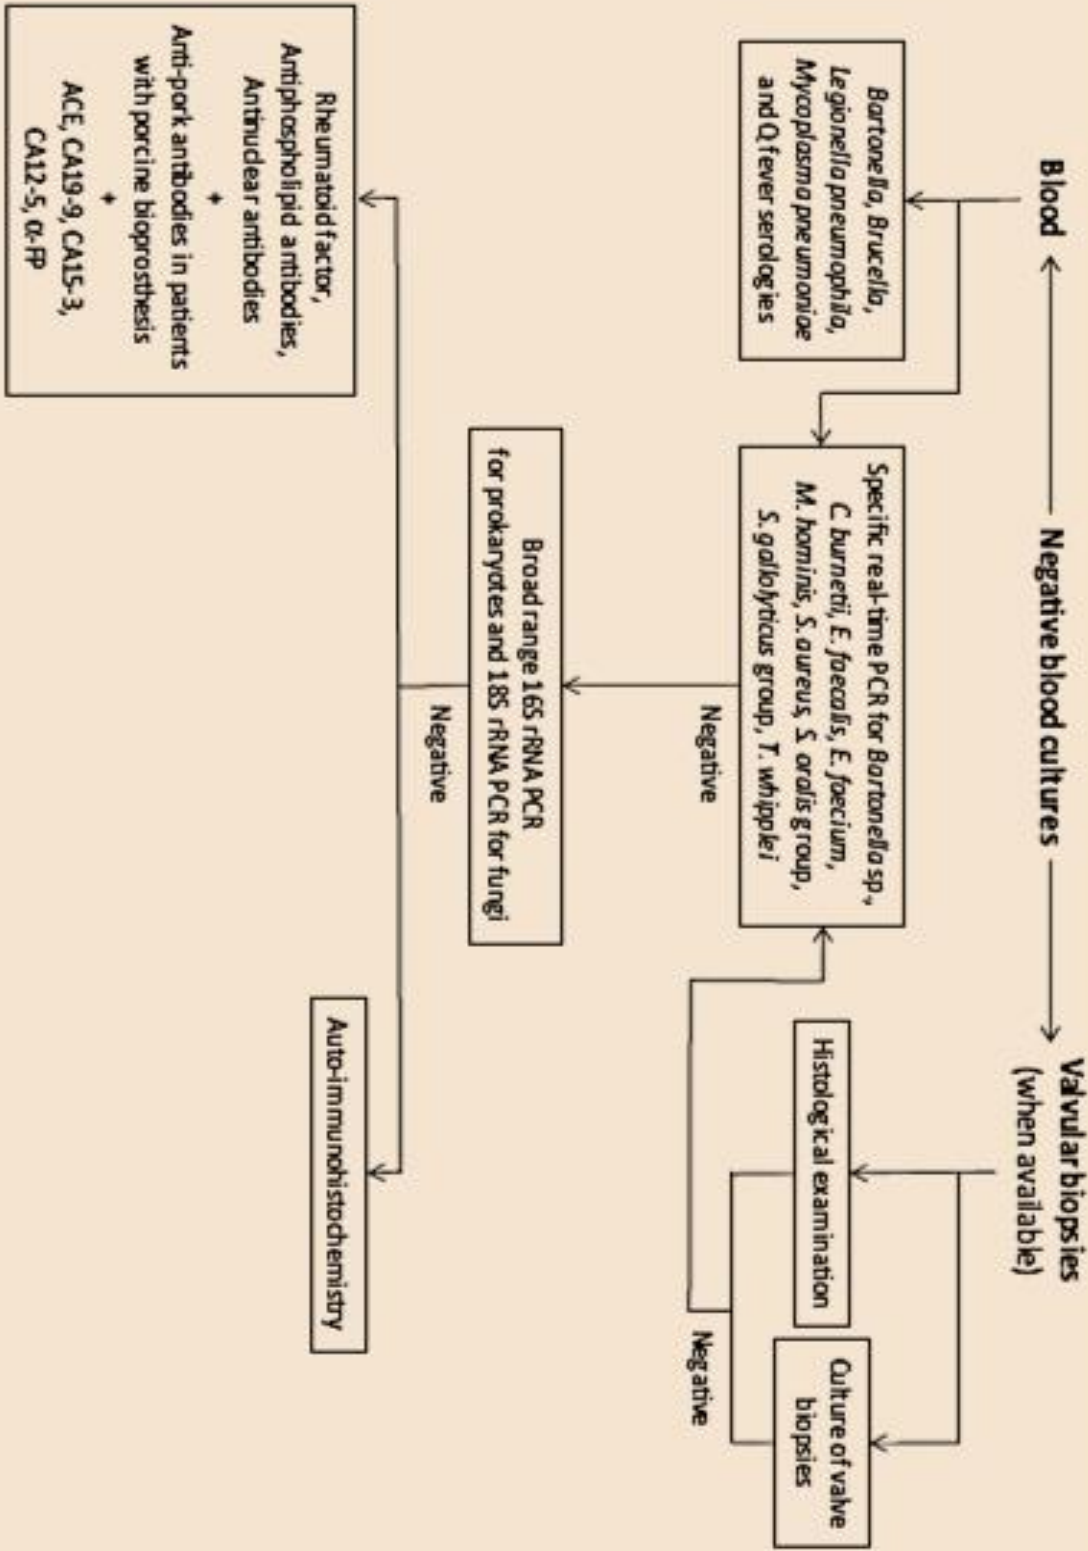 Blood
Negative blood cultures
Valvular biopsies
(when available)
Bartonella, Brucella,
Legionella pneumophila,
Mycoplasma pneumoniae
and Q fever serologies
Specific real-time PCR for Bartonella sp.,
C. burnetii, E. faecalis, E. faecium,
M. hominis, S. aureus, S. oralis group,
S. gallolyticus group, T. whipplei
Histological examination
Culture of valve
biopsies
Negative
Negative
Broad range 16S rRNA PCR
for prokaryotes and 18S rRNA PCR for fungi
Negative
Rheumatoid factor,
Antiphospholipid antibodies,
Antinuclear antibodies
+
Anti-pork antibodies in patients
with porcine bioprosthesis
+
ACE, CA19-9, CA15-3,
CA12-5, α-FP
Auto-immunohistochemistry